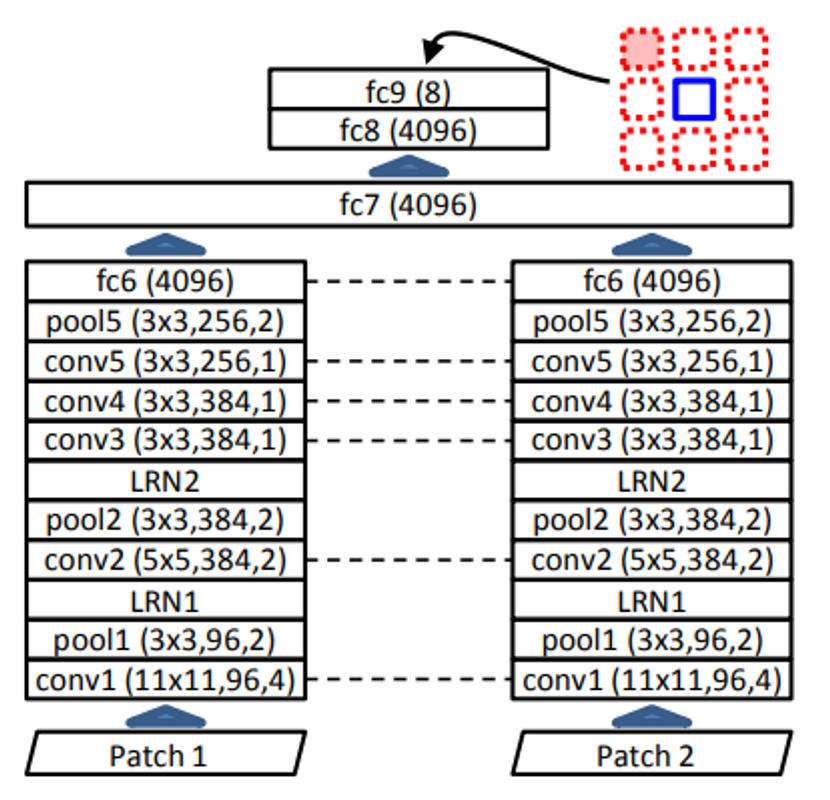 fc9 (8)
fc8 (4096)
fc7 (4096)
fc6 (4096)
pool5 (3x3,256,2)
conv5 (3x3,256,1)
conv4 (3x3,384,1)
conv3 (3x3,384,1)
LRN2
pool2 (3x3,384,2)
conv2 (5x5,384,2)
LRN1
pool1 (3x3,96,2)
conv1 (11x11,96,4)
Patch 1
fc6 (4096)
pool5 (3x3,256,2)
conv5 (3x3,256,1)
conv4 (3x3,384,1)
conv3 (3x3,384,1)
LRN2
pool2 (3x3,384,2)
conv2 (5x5,384,2)
LRN1
pool1 (3x3,96,2)
conv1 (11x11,96,4)
Patch 2